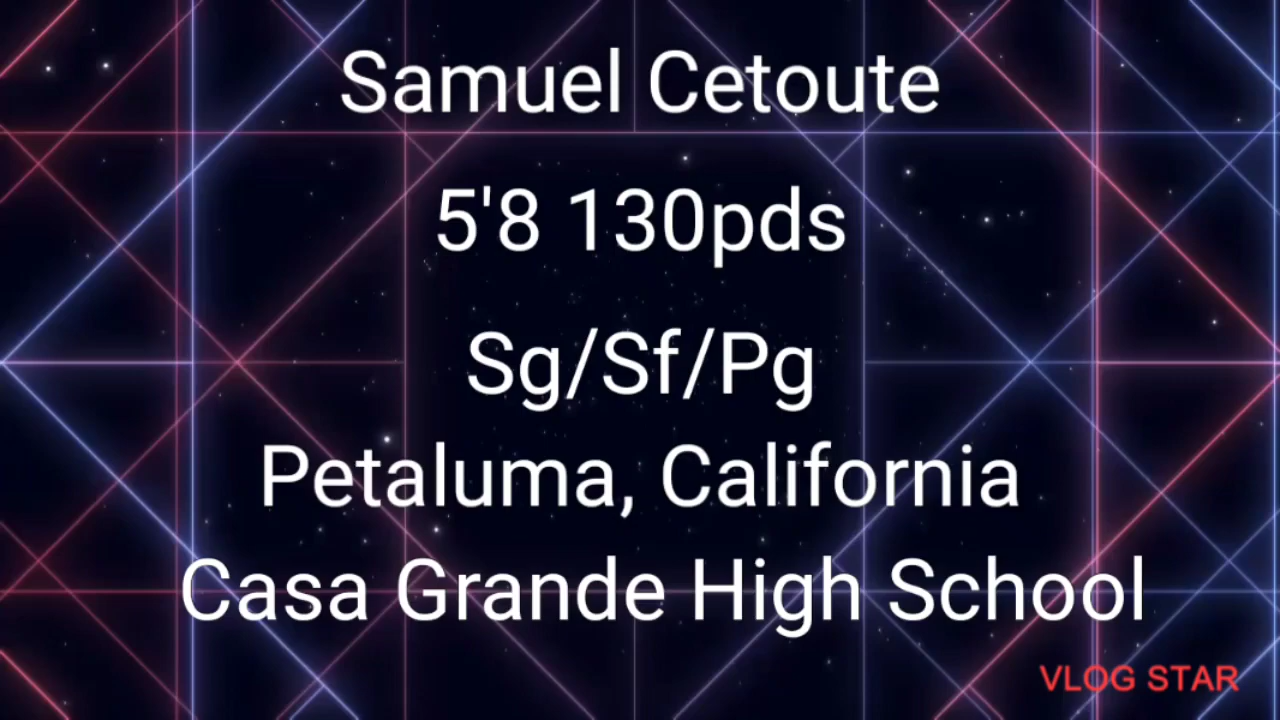 Samuel Cetoute
5'8 130pds
Sg/Sf/Pg
Petaluma, California
Casa Grande High School
VLOG STAR